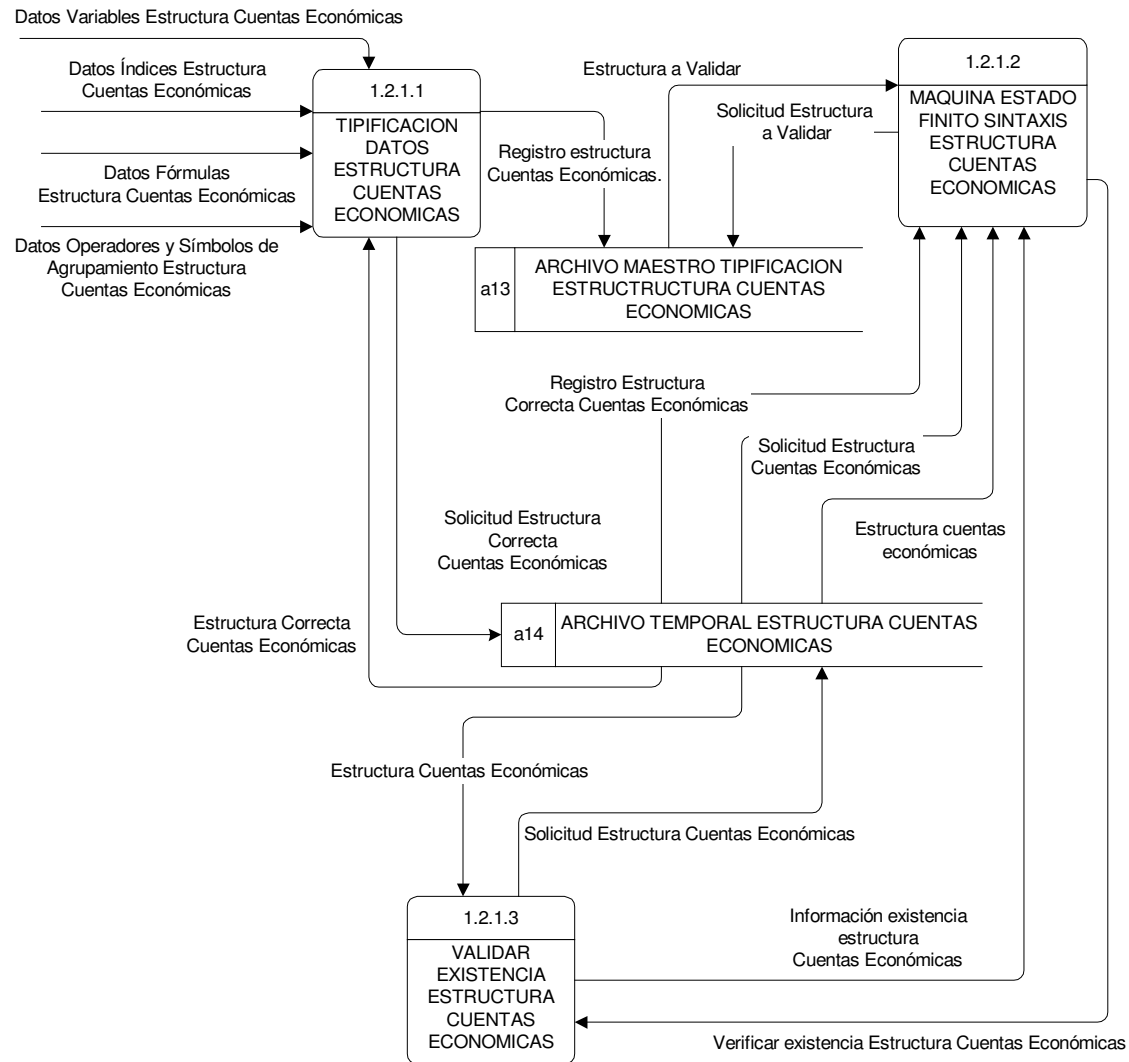 Datos Variables Estructura Cuentas Económicas
Datos Índices Estructura
Cuentas Económicas
Datos Fórmulas
Estructura Cuentas Económicas
Datos Operadores y Símbolos de
Agrupamiento Estructura
Cuentas Económicas
1.2.1.1
TIPIFICACION
DATOS
ESTRUCTURA
CUENTAS
ECONOMICAS
Registro estructura
Cuentas Económicas.
Estructura a Validar
Solicitud Estructura
a Validar
1.2.1.2
MAQUINA ESTADO
FINITO SINTAXIS
ESTRUCTURA
CUENTAS
ECONOMICAS
a13
ARCHIVO MAESTRO TIPIFICACION
ESTRUCTRUCTURA CUENTAS
ECONOMICAS
Registro Estructura
Correcta Cuentas Económicas
Solicitud Estructura
Cuentas Económicas
Estructura cuentas
económicas
Solicitud Estructura
Correcta
Cuentas Económicas
Estructura Correcta
Cuentas Económicas
a14
ARCHIVO TEMPORAL ESTRUCTURA CUENTAS
ECONOMICAS
Estructura Cuentas Económicas
Solicitud Estructura Cuentas Económicas
1.2.1.3
VALIDAR
EXISTENCIA
ESTRUCTURA
CUENTAS
ECONOMICAS
Información existencia
estructura
Cuentas Económicas
Verificar existencia Estructura Cuentas Económicas